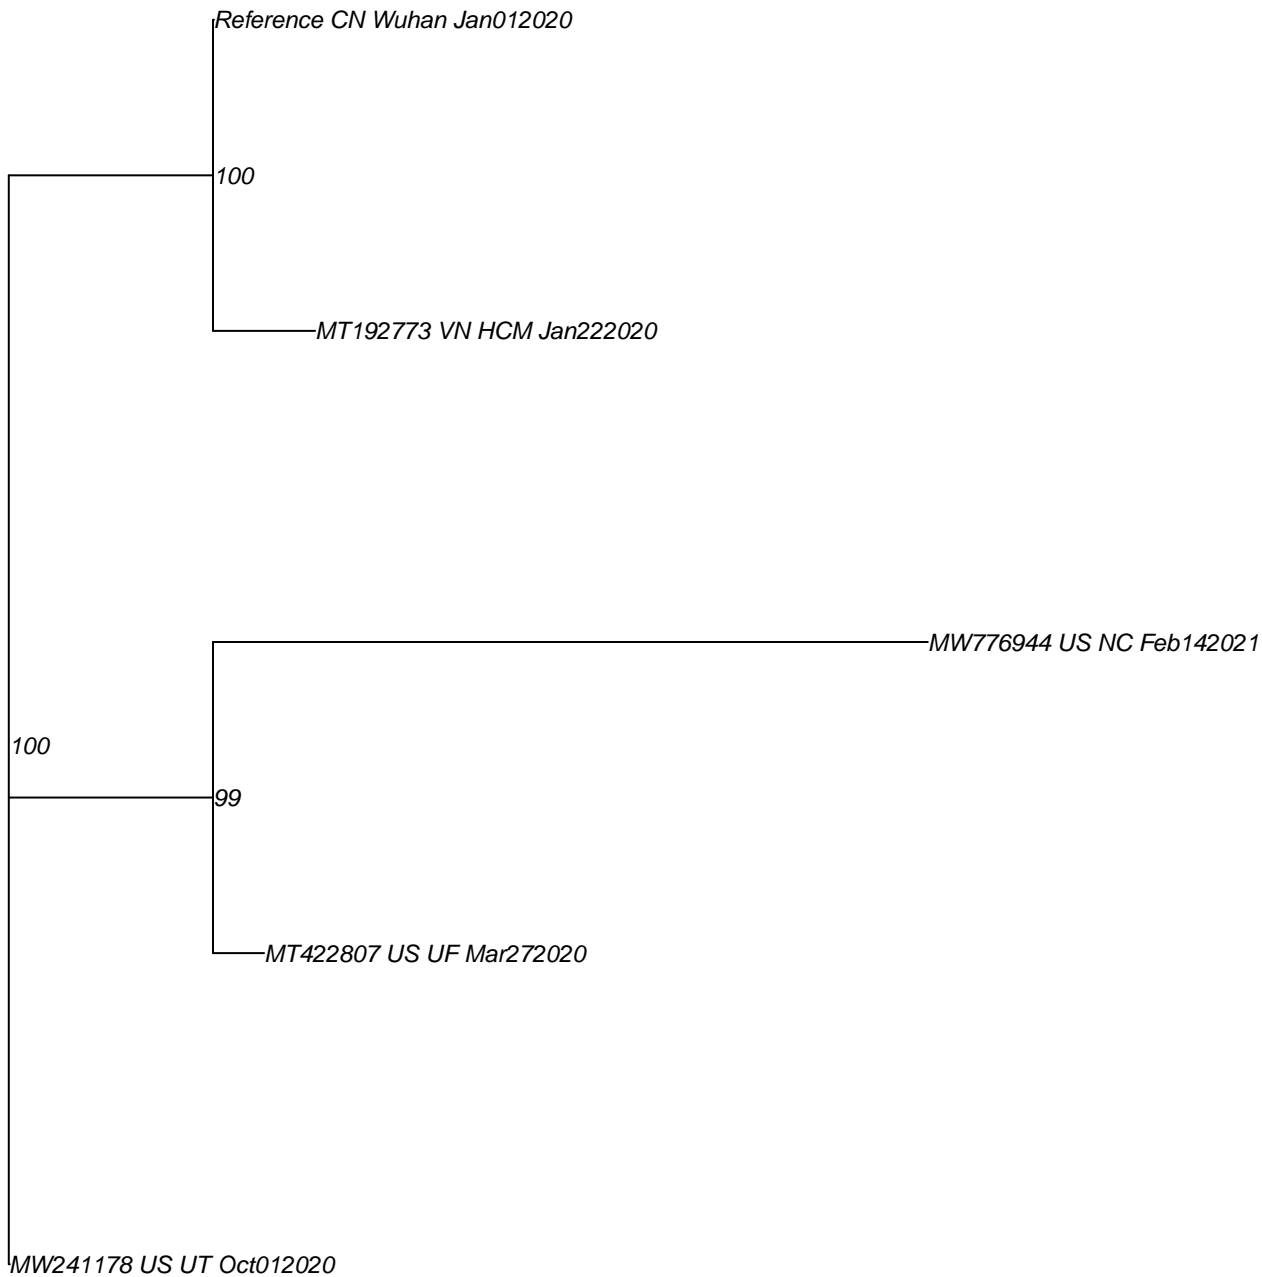 Reference CN Wuhan Jan012020
100
MT192773 VN HCM Jan222020
MW776944 US NC Feb142021
100
99
MT422807 US UF Mar272020
MW241178 US UT Oct012020